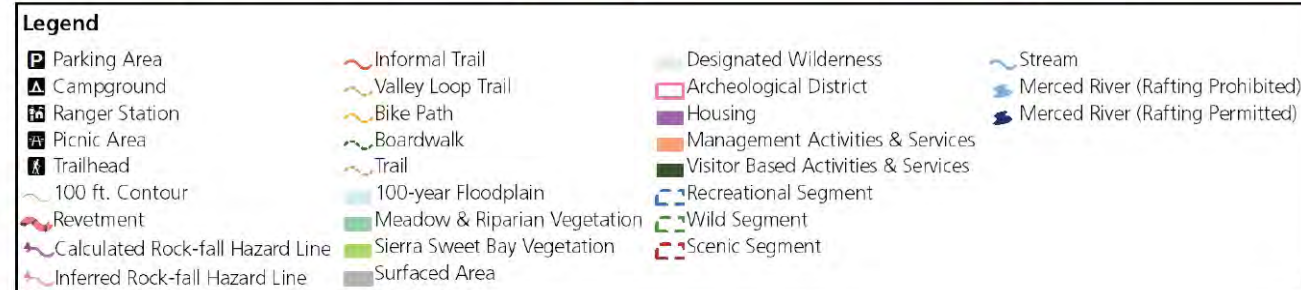 Legend
P Parking Area
Campground
Ranger Station
Picnic Area
Trailhead
100 ft. Contour
Revetment
Calculated Rock-fall Hazard Line
Inferred Rock-fall Hazard Line
Informal Trail
Valley Loop Trail
Bike Path
Boardwalk
Trail
100-year Floodplain
Meadow & Riparian Vegetation
Sierra Sweet Bay Vegetation
Surfaced Area
Designated Wilderness
Archeological District
Housing
Management Activities & Services
Visitor Based Activities & Services
Recreational Segment
Wild Segment
Scenic Segment
Stream
Merced River (Rafting Prohibited)
Merced River (Rafting Permitted)